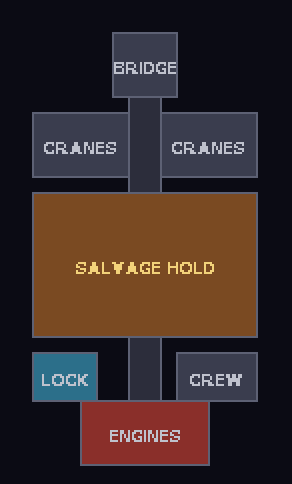 BRIDGE
CRANES CRANES
SALVAGE HOLD
LOCK CREW
ENGINES